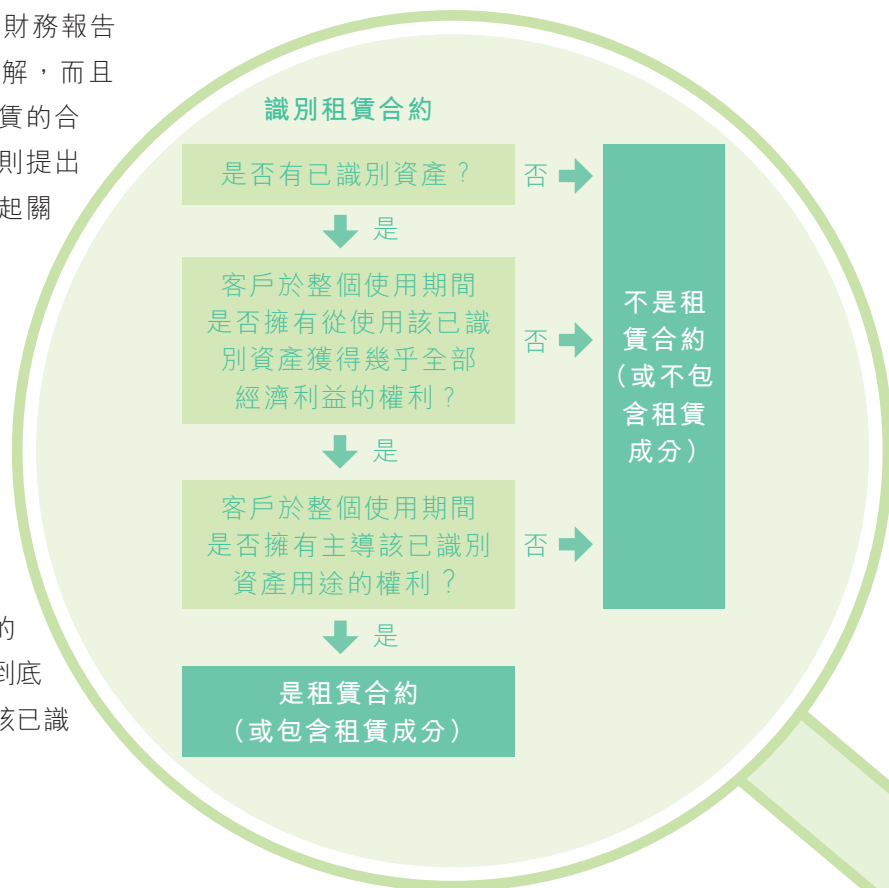 財務報告
解，而且
賃的合
則提出
起關
的
到底
該已識
識別租賃合約
是否有已識別資產？
否
是
客戶於整個使用期間
是否擁有從使用該已識
別資產獲得幾乎全部
經濟利益的權利？
否
是
客戶於整個使用期間
是否擁有主導該已識別
資產用途的權利？
否
是
是租賃合約
（或包含租賃成分）
不是租
賃合約
（或不包
含租賃
成分）